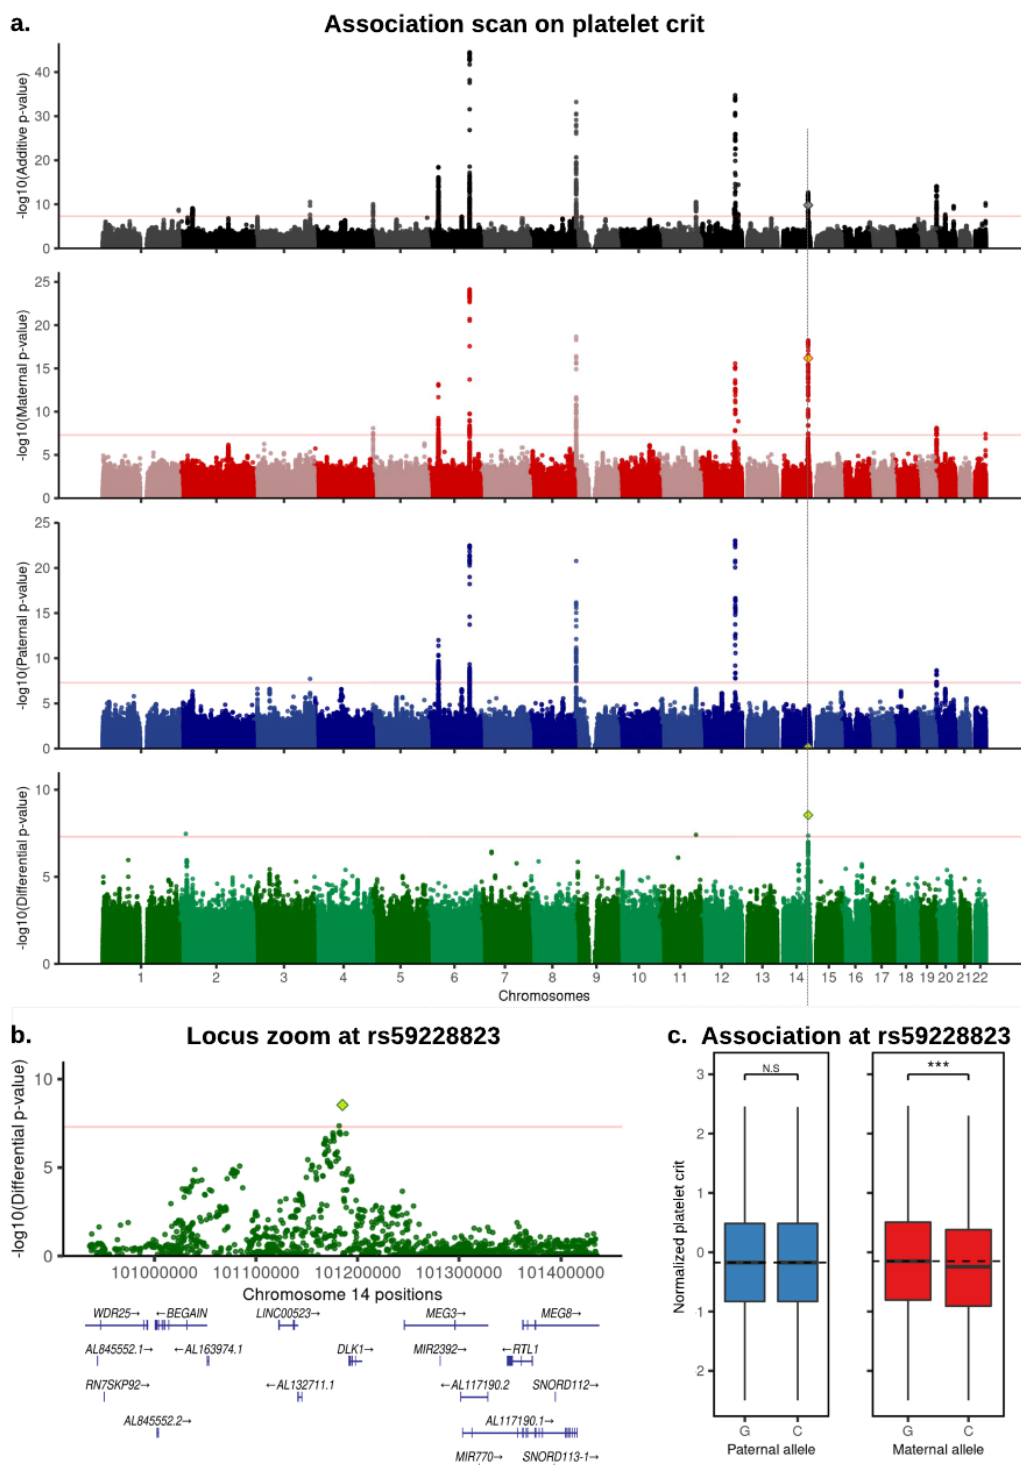 a. Association scan on platelet crit
-log10(Additive p-value)
40
30
20
10
0
-log10(Maternal p-value)
25
20
15
10
5
0
-log10(Paternal p-value)
25
20
15
10
5
0
-log10(Differential p-value)
10
5
0
1 2 3 4 5 6 7 8 9 10 11 12 13 14 15 16 17 18 19 20 21 22
Chromosomes
b. Locus zoom at rs59228823
-log10(Differential p-value)
10
5
0
101000000 101100000 101200000 101300000 101400000
Chromosome 14 positions
WDR25→ ←BEGAIN LINC00523→ MEG3→ MEG8→
AL845552.1→ ←AL163974.1 DLK1→ MIR2392→ ←RTL1
RN7SKP92→ ←AL132711.1 ←AL117190.2 SNORD112→
AL845552.2→ AL117190.1→
MIR770→ SNORD113-1→
c. Association at rs59228823
Normalized platelet crit
3
2
1
0
1
2
N.S
***
G C G C
Paternal allele Maternal allele